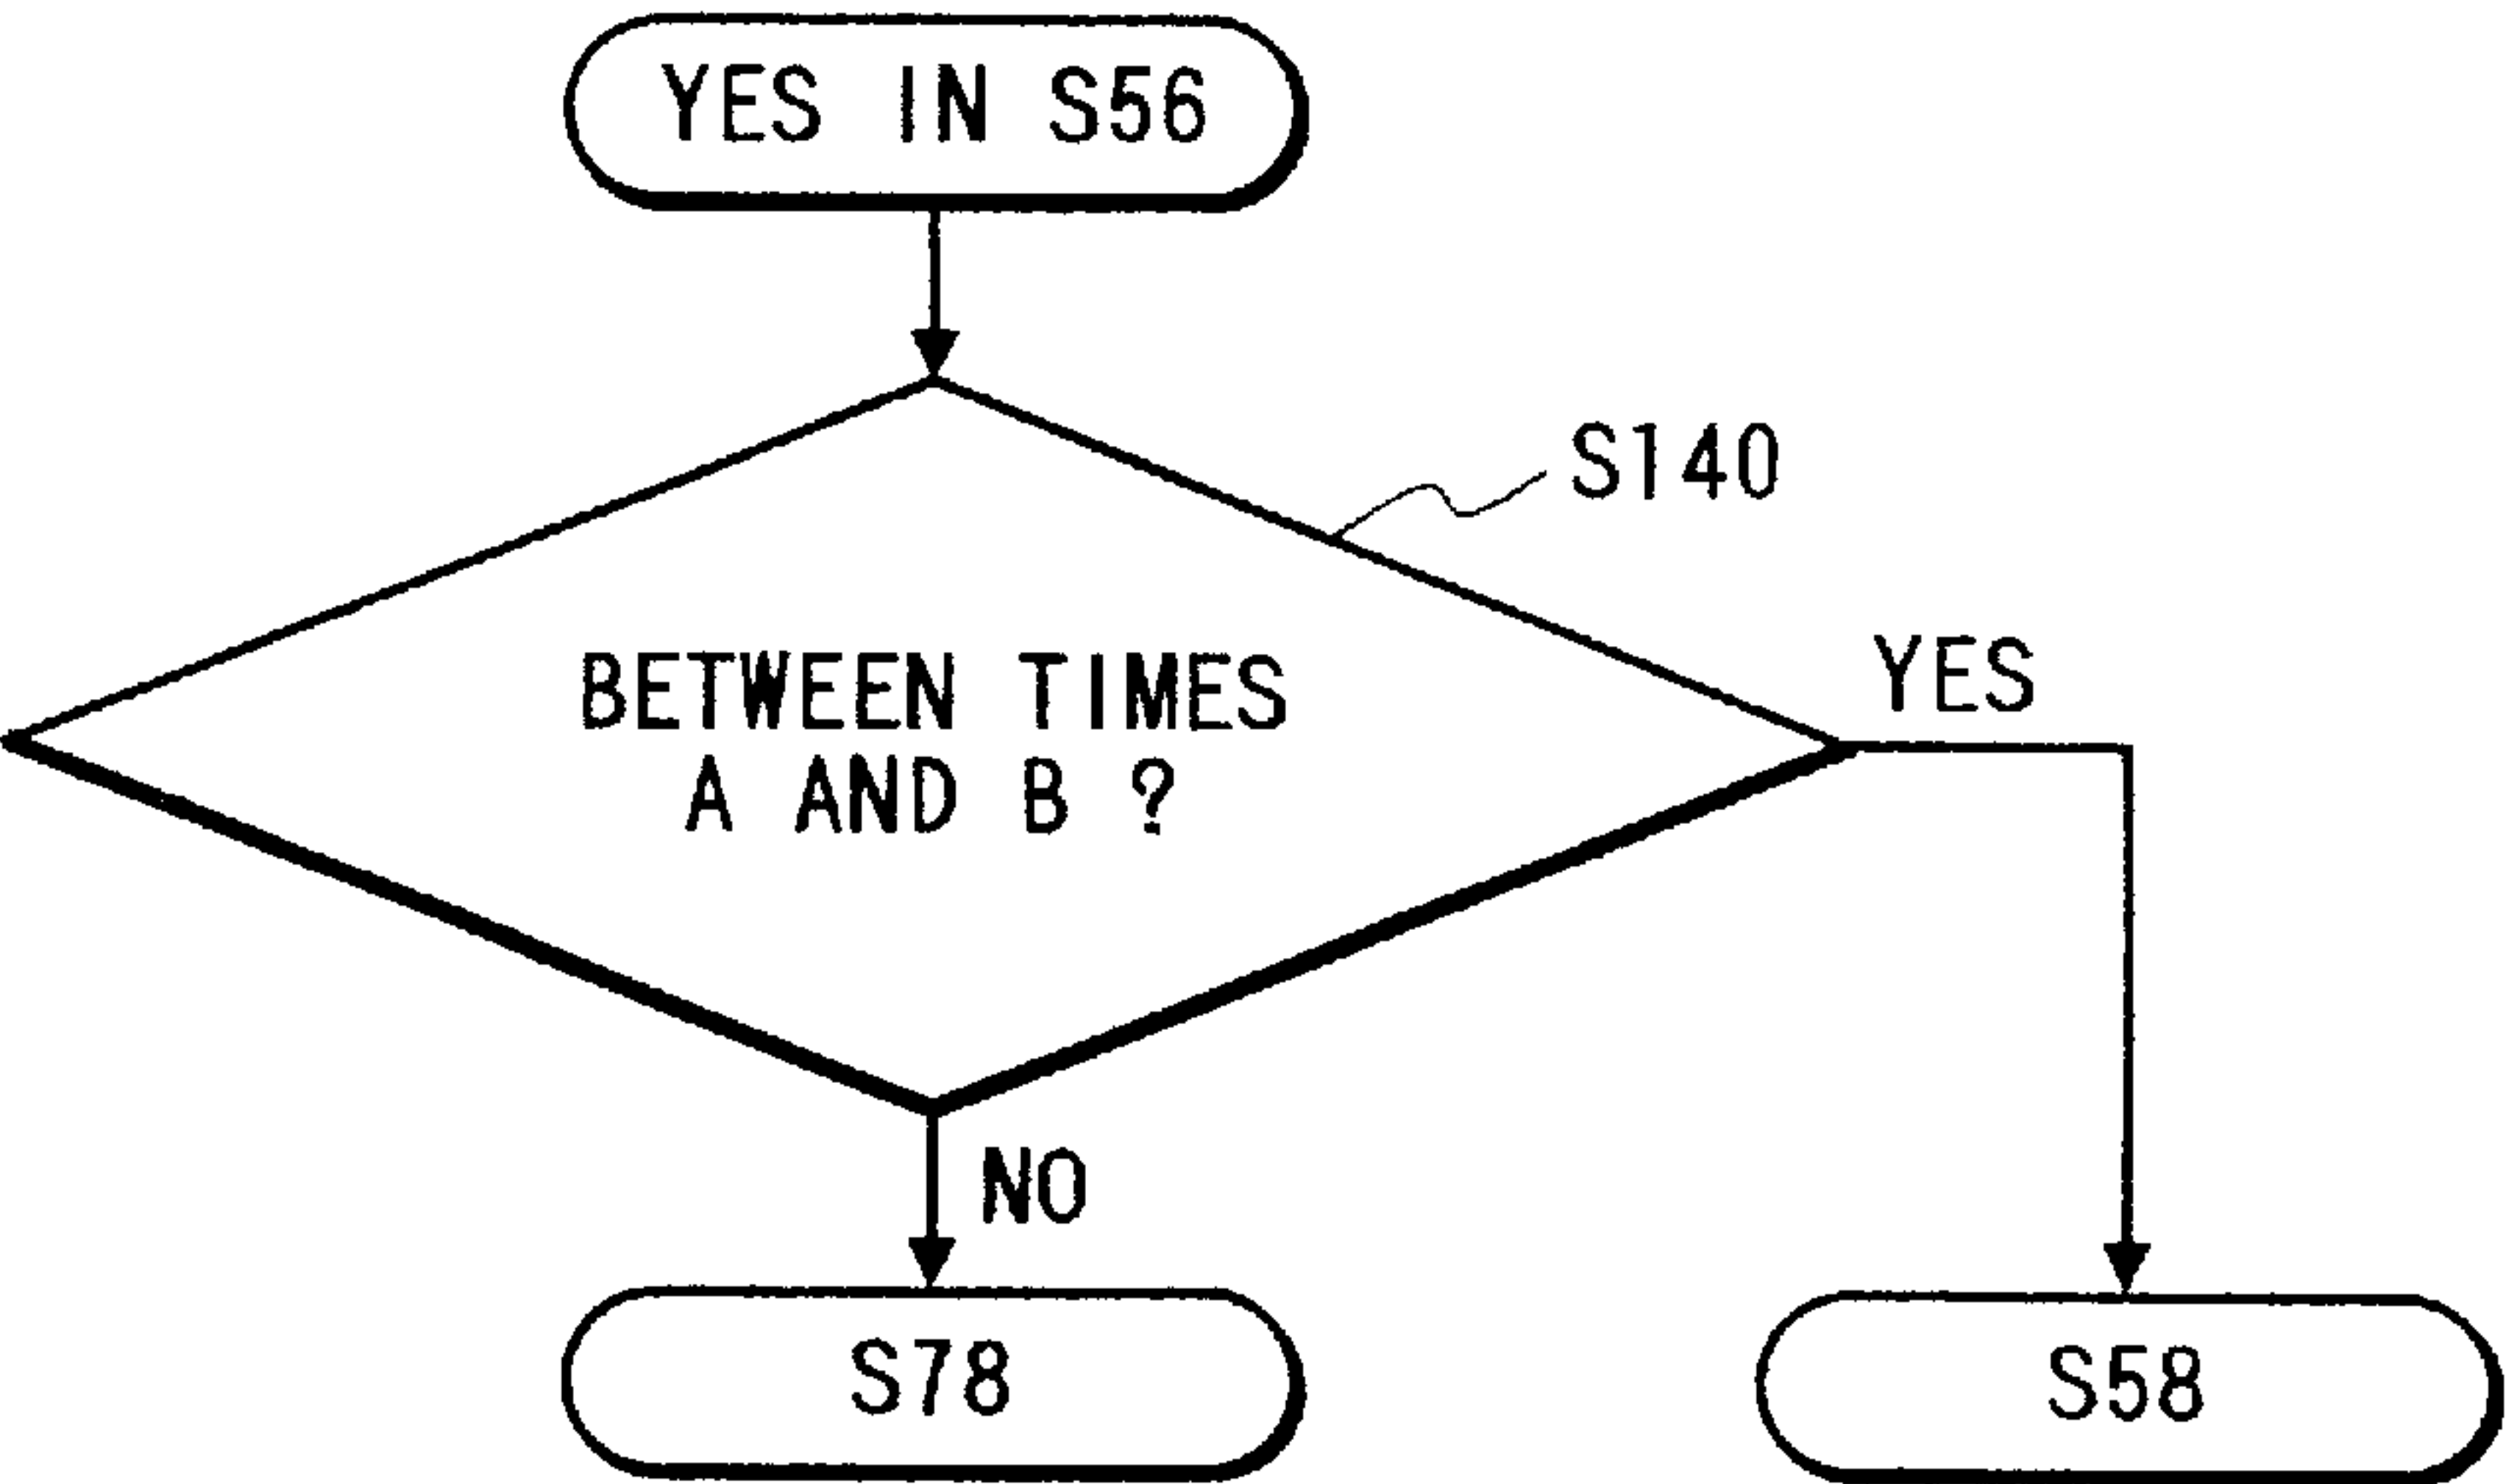 YES IN S56
S140
BETWEEN TIMES
A AND B ?
YES
NO
S78
S58